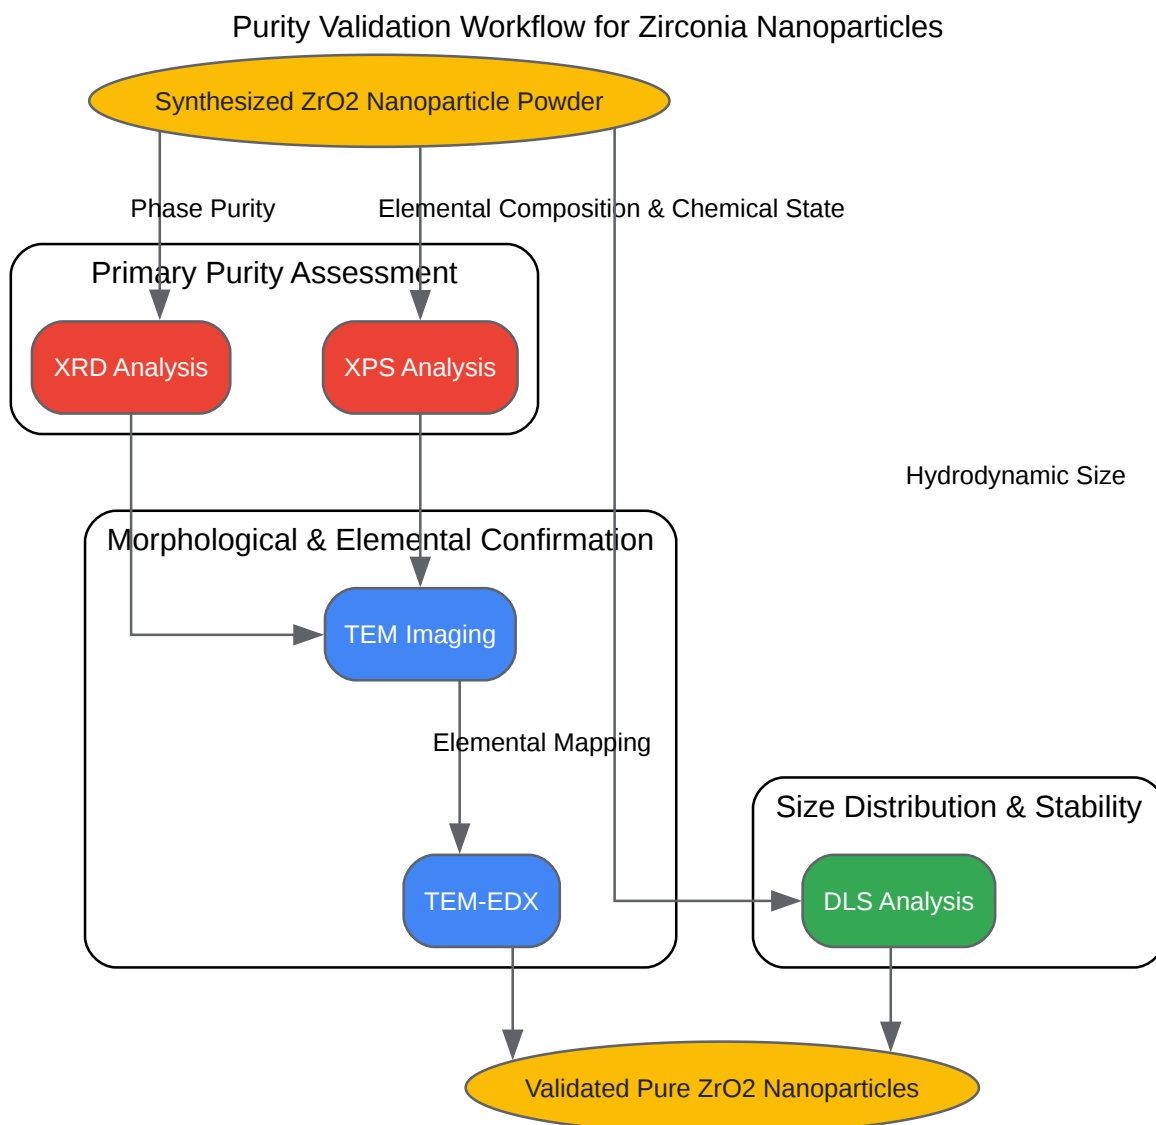 Purity Validation Workflow for Zirconia Nanoparticles
Synthesized ZrO2 Nanoparticle Powder
Phase Purity
Elemental Composition & Chemical State
Primary Purity Assessment
XRD Analysis
XPS Analysis
Hydrodynamic Size
Morphological & Elemental Confirmation
TEM Imaging
Elemental Mapping
Size Distribution & Stability
TEM-EDX
DLS Analysis
Validated Pure ZrO2 Nanoparticles